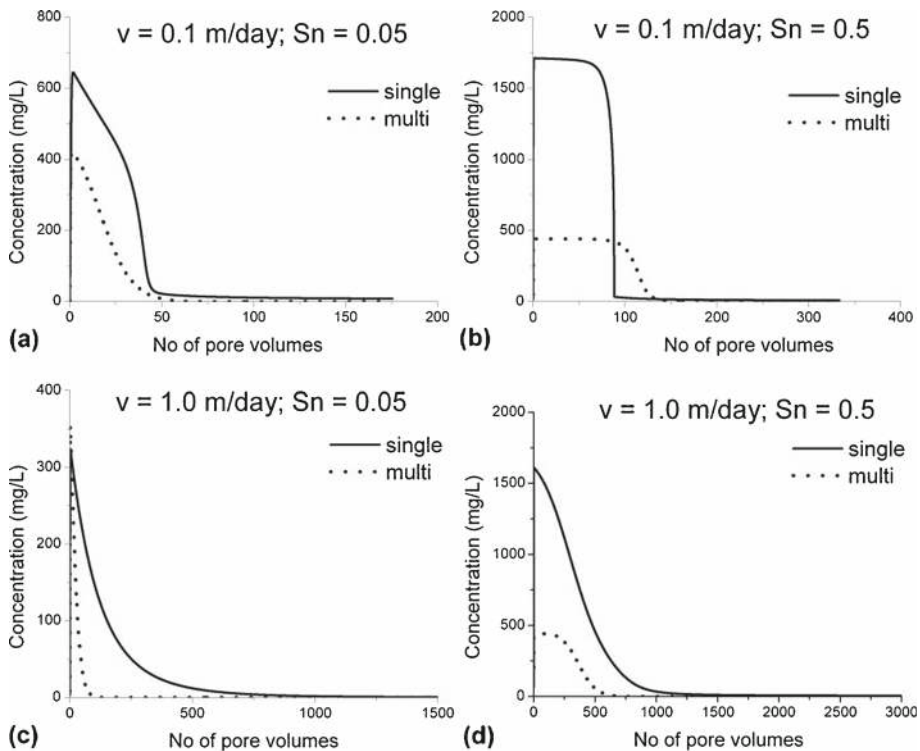 v = 0.1 m/day; Sn = 0.05
single
multi
Concentration (mg/L)
800
600
400
200
0
0 50 100 150 200
No of pore volumes
(a)
v = 0.1 m/day; Sn = 0.5
single
multi
Concentration (mg/L)
2000
1500
1000
500
0
0 100 200 300 400
No of pore volumes
(b)
v = 1.0 m/day; Sn = 0.05
single
multi
Concentration (mg/L)
400
300
200
100
0
0 500 1000 1500
No of pore volumes
(c)
v = 1.0 m/day; Sn = 0.5
single
multi
Concentration (mg/L)
2000
1500
1000
500
0
0 500 1000 1500 2000 2500 3000
No of pore volumes
(d)